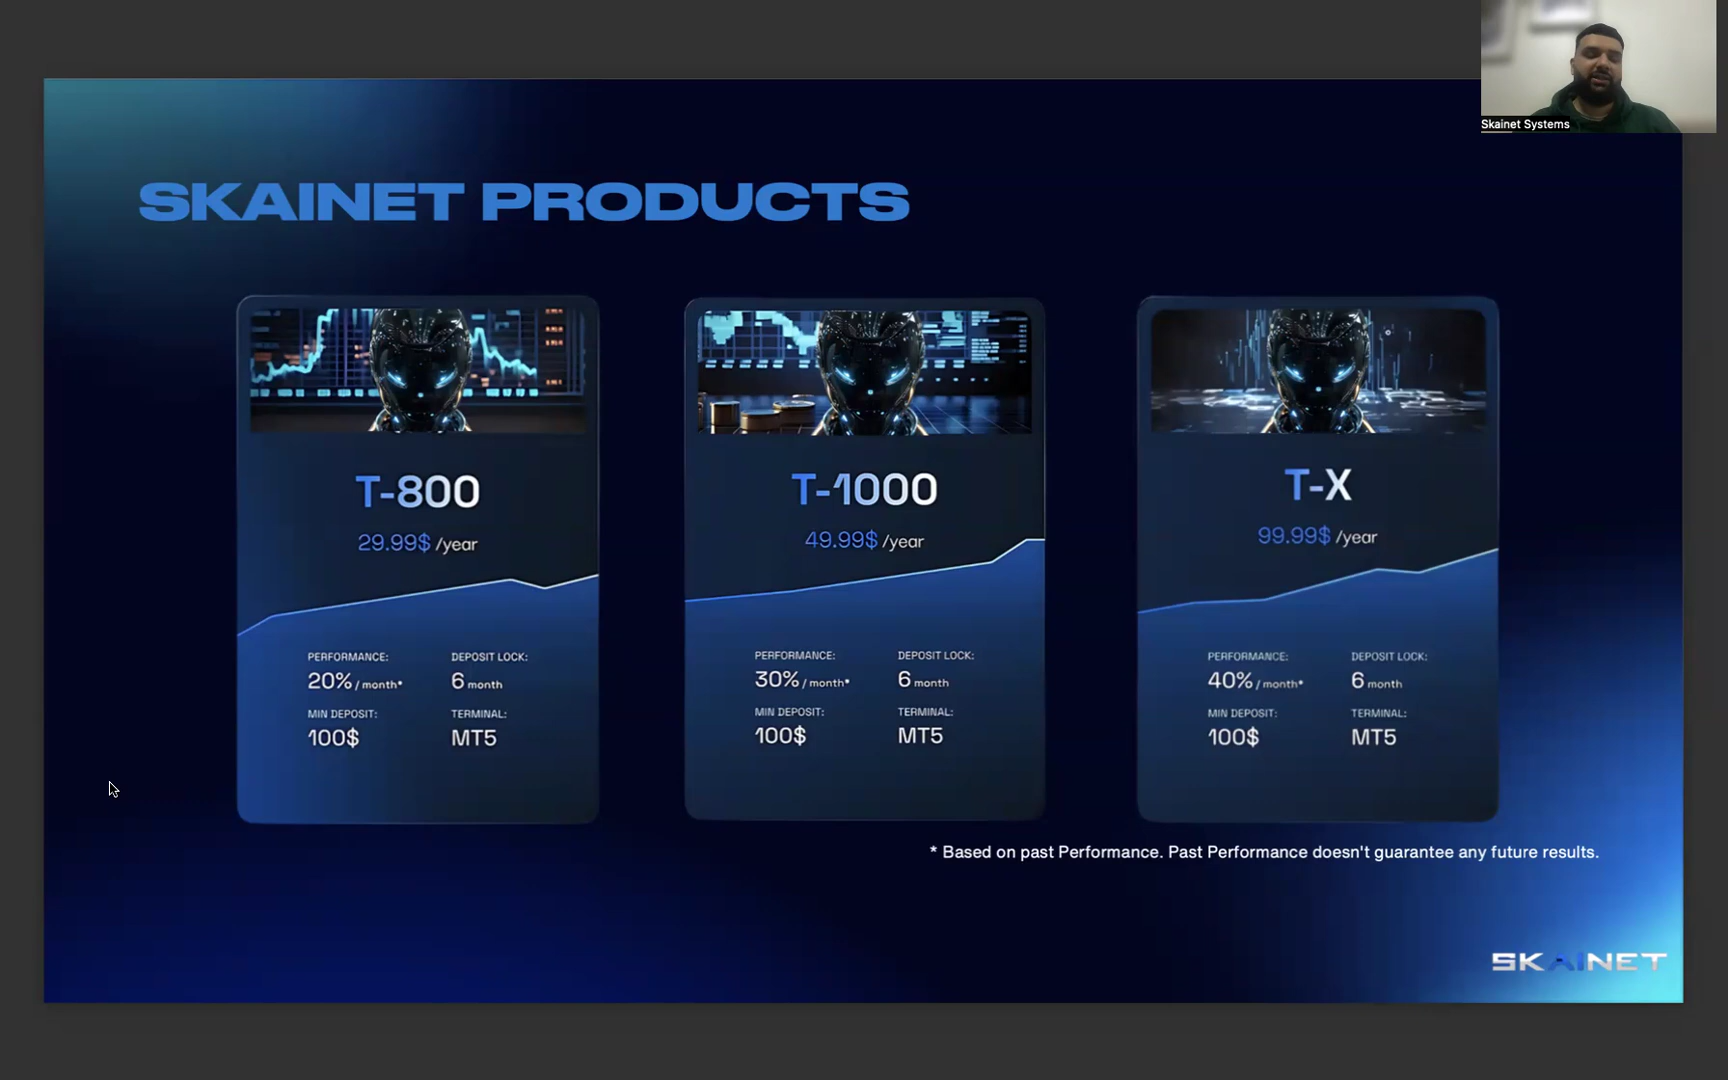 Skainet Systems
SKAINET PRODUCTS
T-800
29.99$ /year
PERFORMANCE:
20% / month*
DEPOSIT LOCK:
6 month
MIN DEPOSIT:
100$
TERMINAL:
MT5
T-1000
49.99$ /year
PERFORMANCE:
30% / month*
DEPOSIT LOCK:
6 month
MIN DEPOSIT:
100$
TERMINAL:
MT5
T-X
99.99$ /year
PERFORMANCE:
40% / month*
DEPOSIT LOCK:
6 month
MIN DEPOSIT:
100$
TERMINAL:
MT5
* Based on past Performance. Past Performance doesn't guarantee any future results.
SKAINET